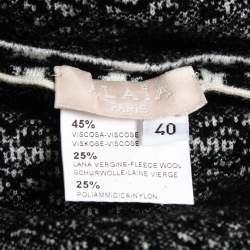 ALAÏA
PARIS
40
45%
VISCOSA-VISCOSE
VISKOSE-VISCOSE
25%
LANA VERGINE-FLEECE WOOL
SCHURWOLLE-LAINE VIERGE
25%
POLIAMMIDICA-NYLON